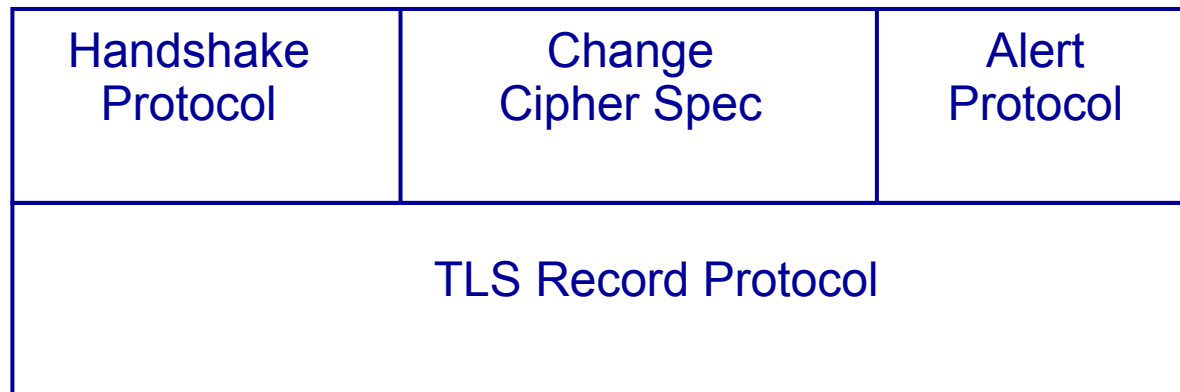 Handshake
Protocol
Change
Cipher Spec
Alert
Protocol
TLS Record Protocol